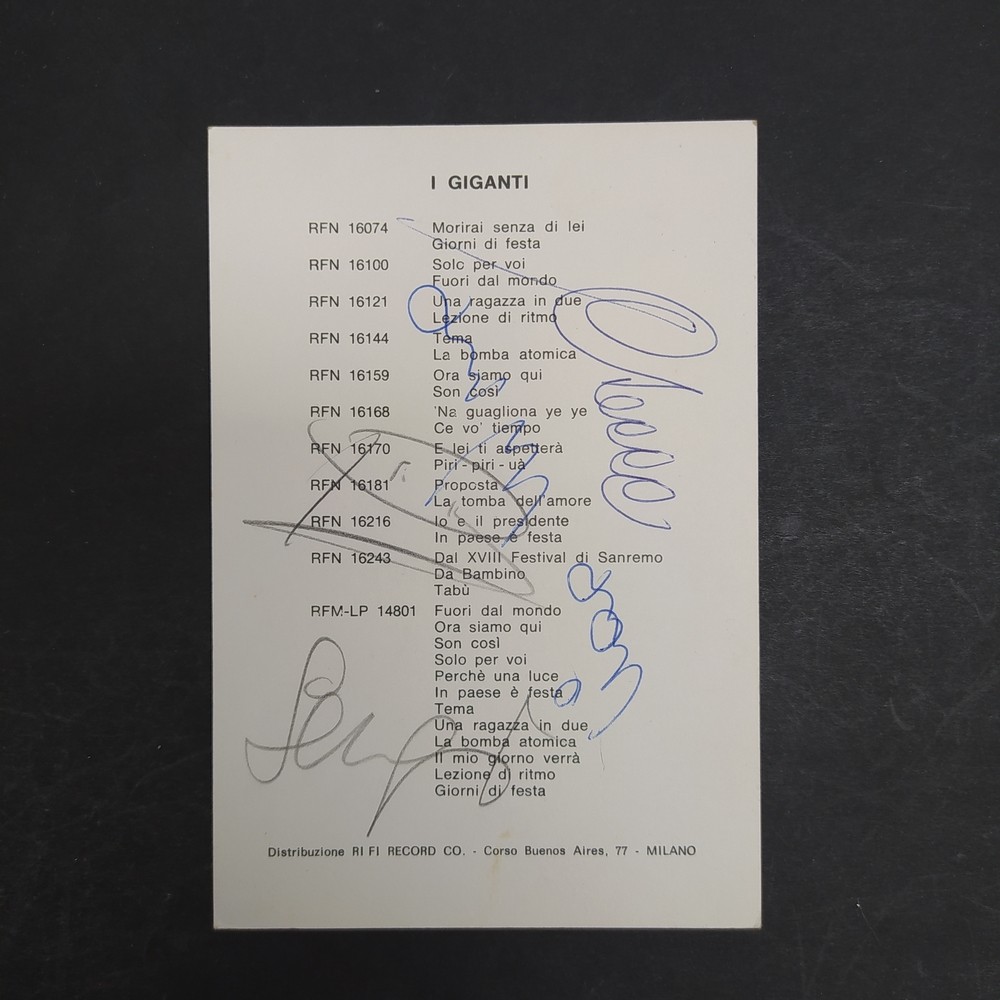 I GIGANTI
RFN 16074 Morirai senza di lei
Giorni di festa
RFN 16100 Solo per voi
Fuori dal mondo
RFN 16121 Una ragazza in due
Lezione di ritmo
RFN 16144 Tema
La bomba atomica
RFN 16159 Ora siamo qui
Son così
RFN 16168 'Na guagliona ye ye
Ce vo' tiempo
RFN 16170 E lei ti aspetterà
Piri - piri - uà
RFN 16181 Proposta
La tomba dell'amore
RFN 16216 Io e il presidente
In paese è festa
RFN 16243 Dal XVIII Festival di Sanremo
Da Bambino
Tabù
RFM-LP 14801 Fuori dal mondo
Ora siamo qui
Son così
Solo per voi
Perchè una luce
In paese è festa
Tema
Una ragazza in due
La bomba atomica
Il mio giorno verrà
Lezione di ritmo
Giorni di festa
Checco
Sergio
Distribuzione RI FI RECORD CO. - Corso Buenos Aires, 77 - MILANO